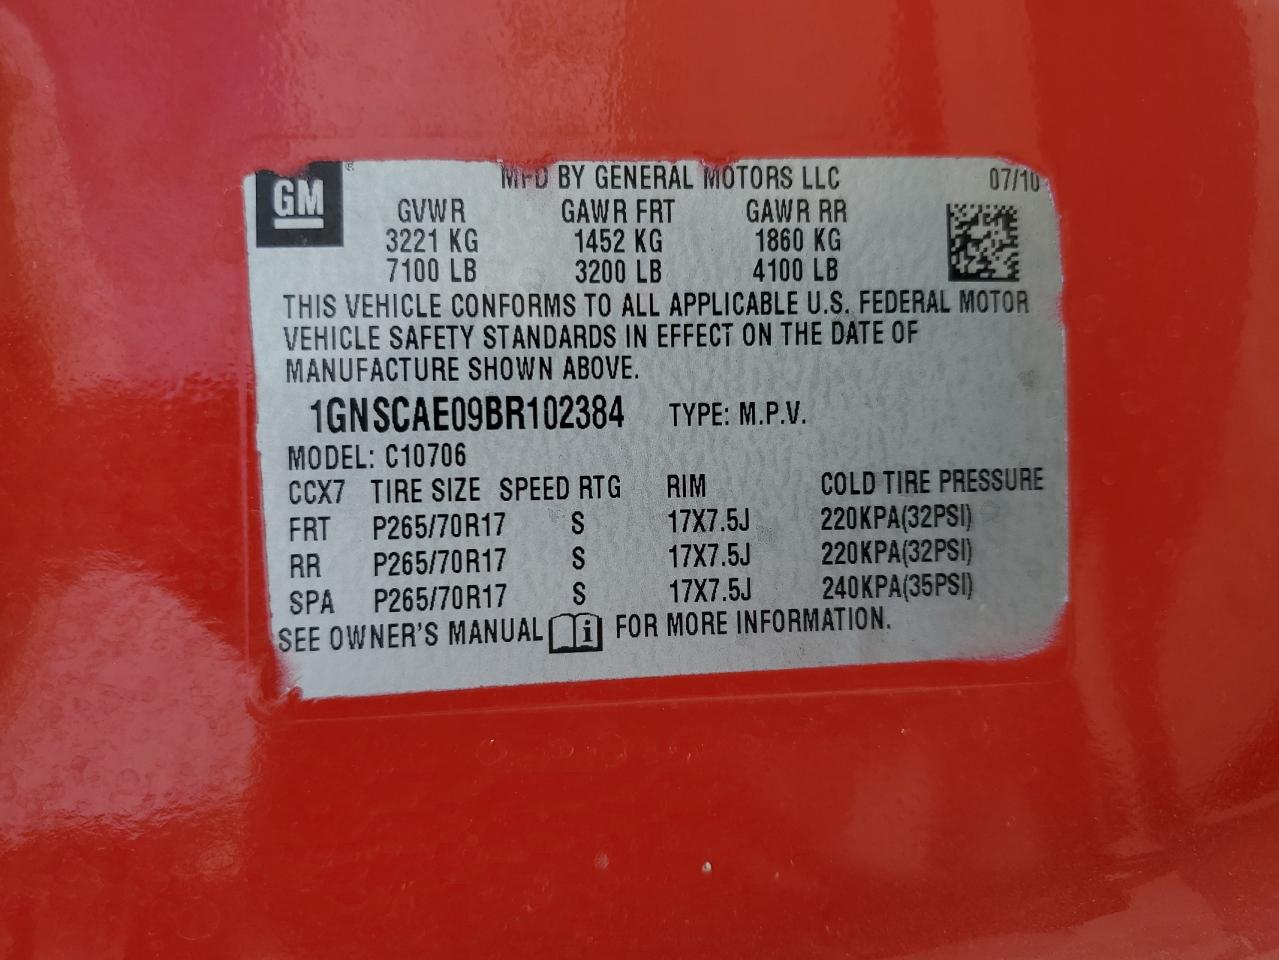 GM ® MFD BY GENERAL MOTORS LLC 07/10
GVWR GAWR FRT GAWR RR
3221 KG 1452 KG 1860 KG
7100 LB 3200 LB 4100 LB
THIS VEHICLE CONFORMS TO ALL APPLICABLE U.S. FEDERAL MOTOR
VEHICLE SAFETY STANDARDS IN EFFECT ON THE DATE OF
MANUFACTURE SHOWN ABOVE.
1GNSCAE09BR102384 TYPE: M.P.V.
MODEL: C10706
CCX7 TIRE SIZE SPEED RTG RIM COLD TIRE PRESSURE
FRT P265/70R17 S 17X7.5J 220KPA(32PSI)
RR P265/70R17 S 17X7.5J 220KPA(32PSI)
SPA P265/70R17 S 17X7.5J 240KPA(35PSI)
SEE OWNER'S MANUAL i FOR MORE INFORMATION.